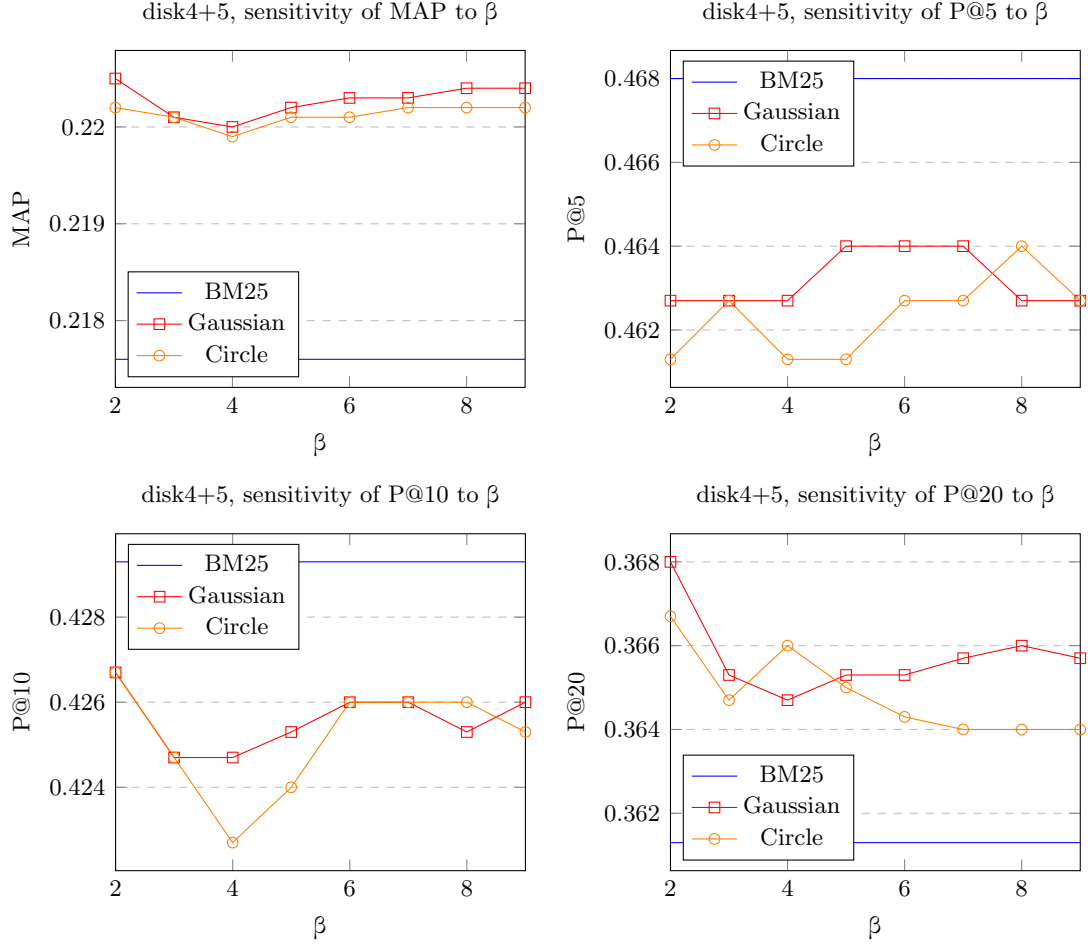 disk4+5, sensitivity of MAP to β
0.22
0.219
0.218
MAP
BM25
Gaussian
Circle
2 4 6 8
β
disk4+5, sensitivity of P@5 to β
0.468
0.466
0.464
0.462
P@5
BM25
Gaussian
Circle
2 4 6 8
β
disk4+5, sensitivity of P@10 to β
0.428
0.426
0.424
P@10
BM25
Gaussian
Circle
2 4 6 8
β
disk4+5, sensitivity of P@20 to β
0.368
0.366
0.364
0.362
P@20
BM25
Gaussian
Circle
2 4 6 8
β